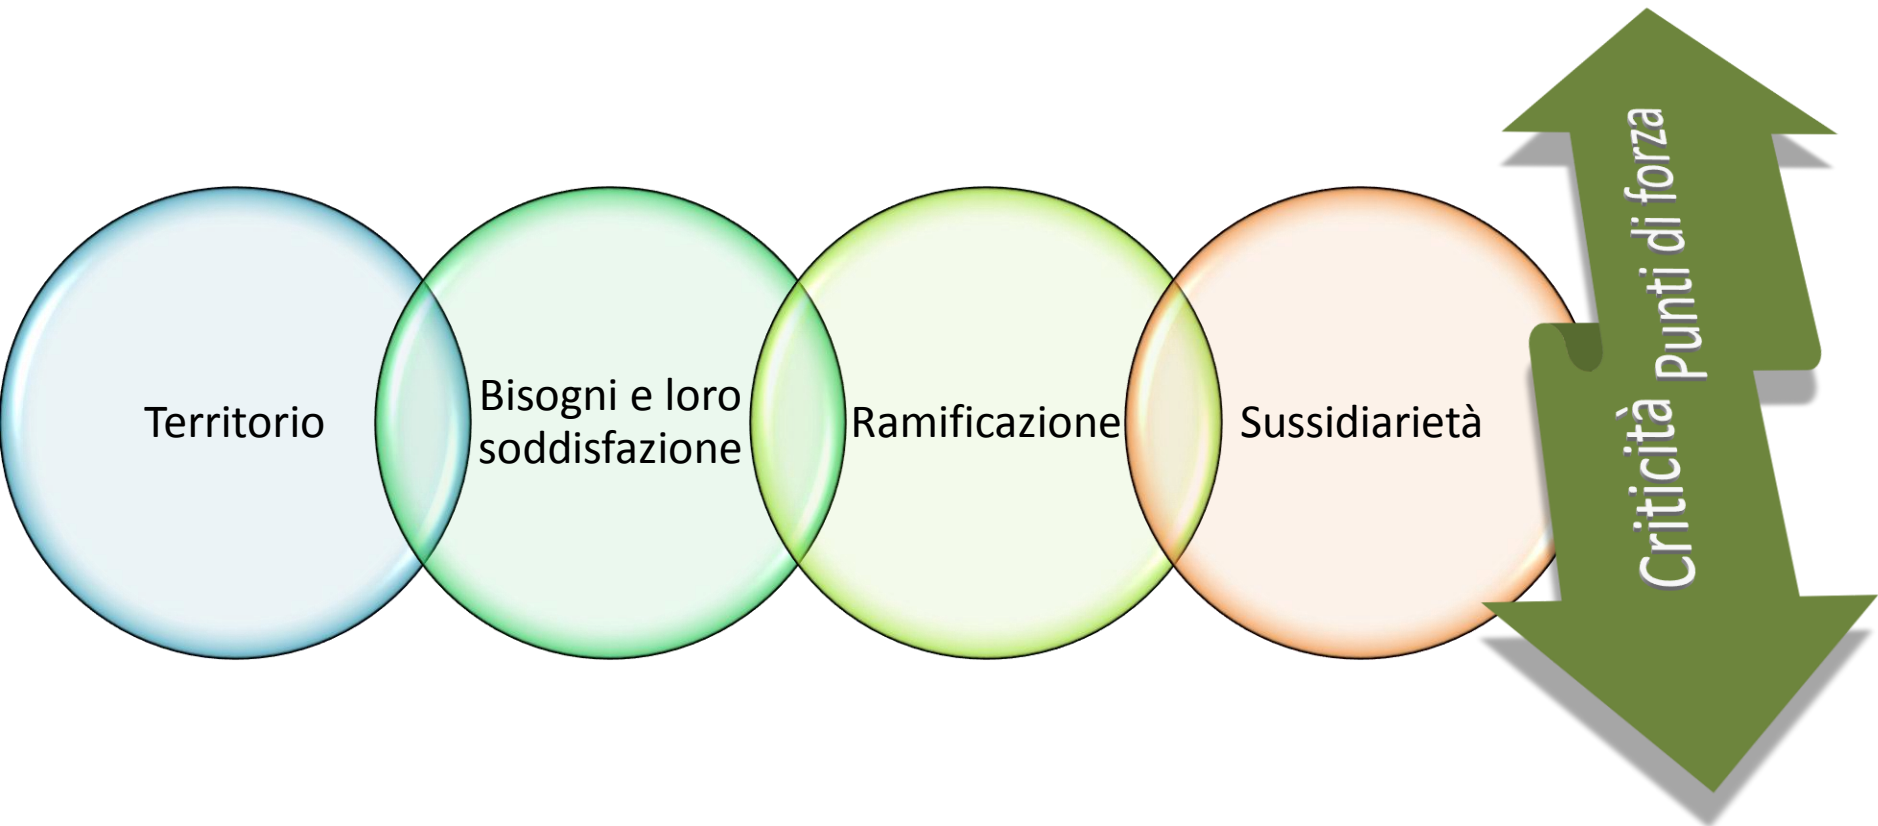 Territorio
Bisogni e loro
soddisfazione
Ramificazione
Sussidiarietà
Criticità
Punti di forza